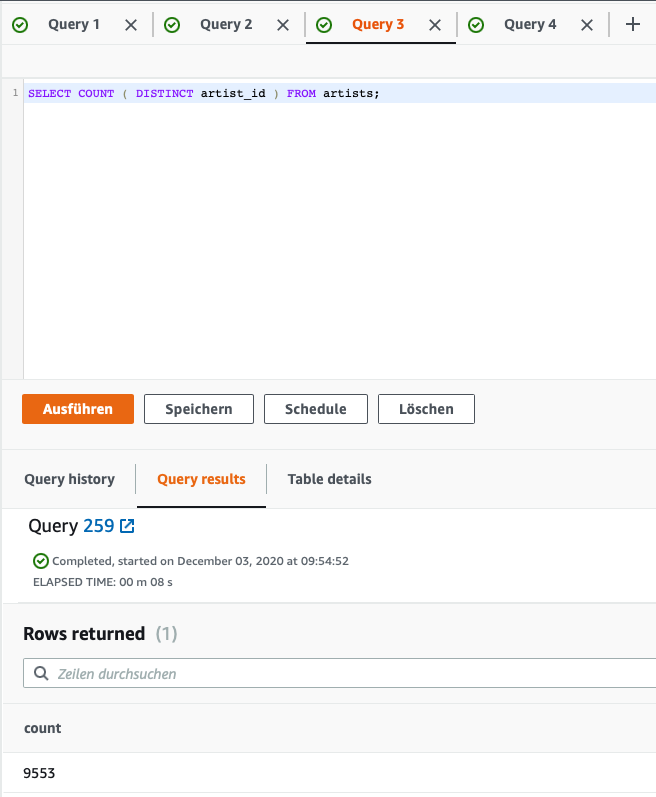 Query 1 Query 2 Query 3 Query 4
1 SELECT COUNT ( DISTINCT artist_id ) FROM artists;
Ausführen Speichern Schedule Löschen
Query history Query results Table details
Query 259
Completed, started on December 03, 2020 at 09:54:52
ELAPSED TIME: 00 m 08 s
Rows returned (1)
Zeilen durchsuchen
count
9553